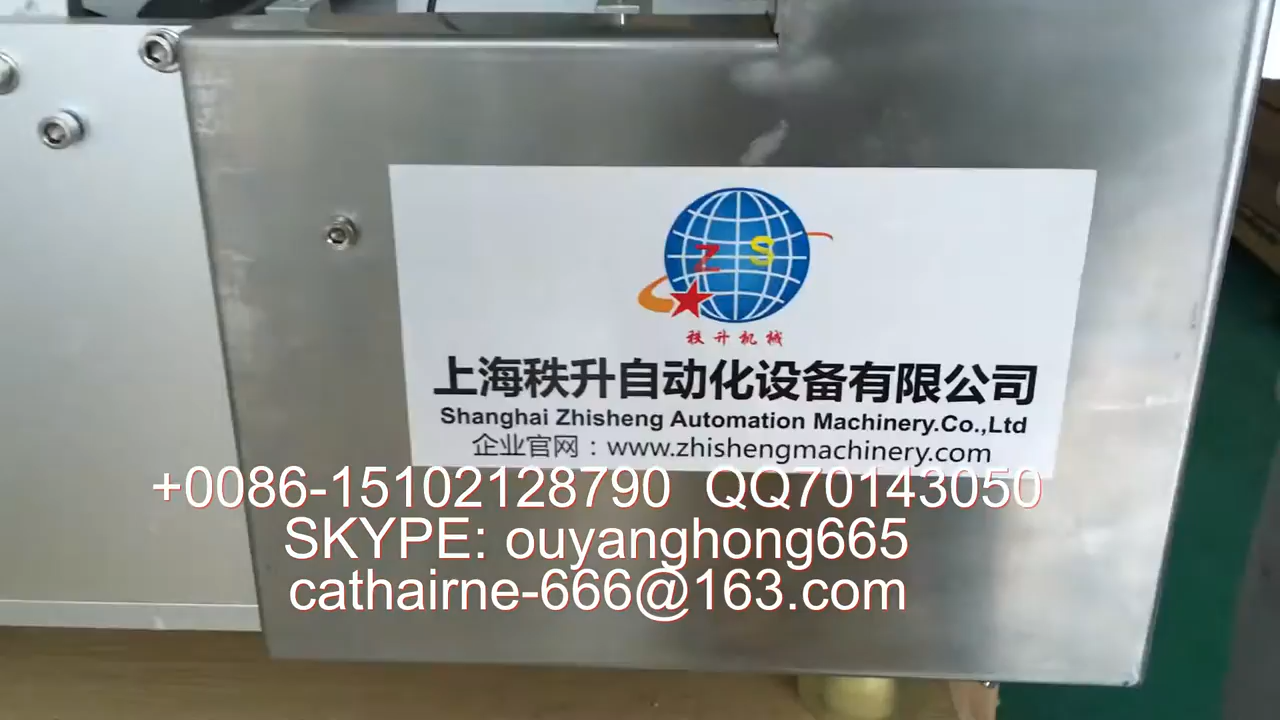 Z S
秩升机械
上海秩升自动化设备有限公司
Shanghai Zhisheng Automation Machinery.Co.,Ltd
企业官网：www.zhishengmachinery.com
+0086-15102128790 QQ70143050
SKYPE: ouyanghong665
cathairne-666@163.com